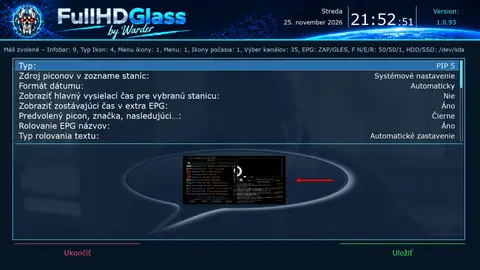 FullHDGlass
by Warder
Streda
25. november 2026
21:52:51
Version:
1.0.93
Máš zvolené – Infobar: 9, Typ Ikon: 4, Menu ikony: 1, Menu: 1, Ikony počasia: 1, Výber kanálov: 35, EPG: ZAP/GLES, F N/E/R: 50/50/1, HDD/SSD: /dev/sda
Typ: PIP 5
Zdroj piconov v zozname staníc: Systémové nastavenie
Formát dátumu: Automaticky
Zobraziť hlavný vysielací čas pre vybranú stanicu: Nie
Zobraziť zostávajúci čas v extra EPG: Áno
Predvolený picon, značka, nasledujúci...: Čierne
Rolovanie EPG názvov: Áno
Typ rolovania textu: Automatické zastavenie
Ukončiť
Uložiť